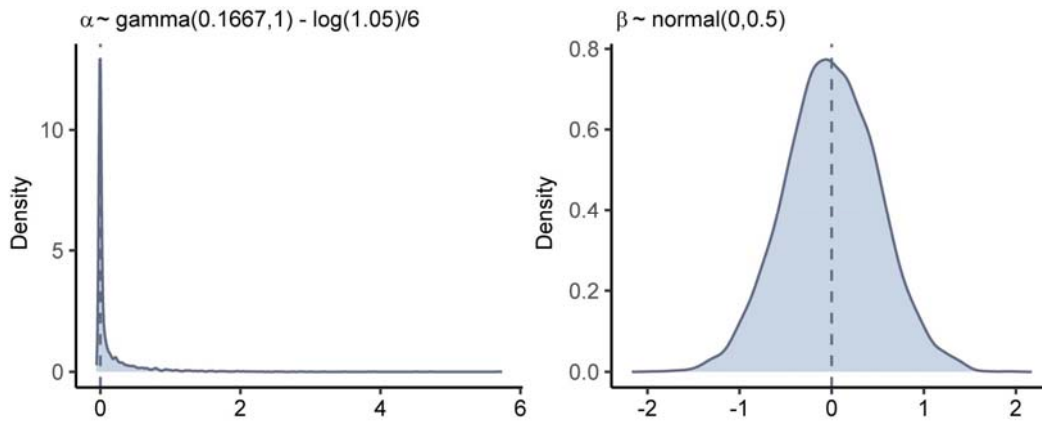 α ~ gamma(0.1667,1) - log(1.05)/6
Density
10
5
0
0 2 4 6
β ~ normal(0,0.5)
Density
0.8
0.6
0.4
0.2
0.0
-2 -1 0 1 2